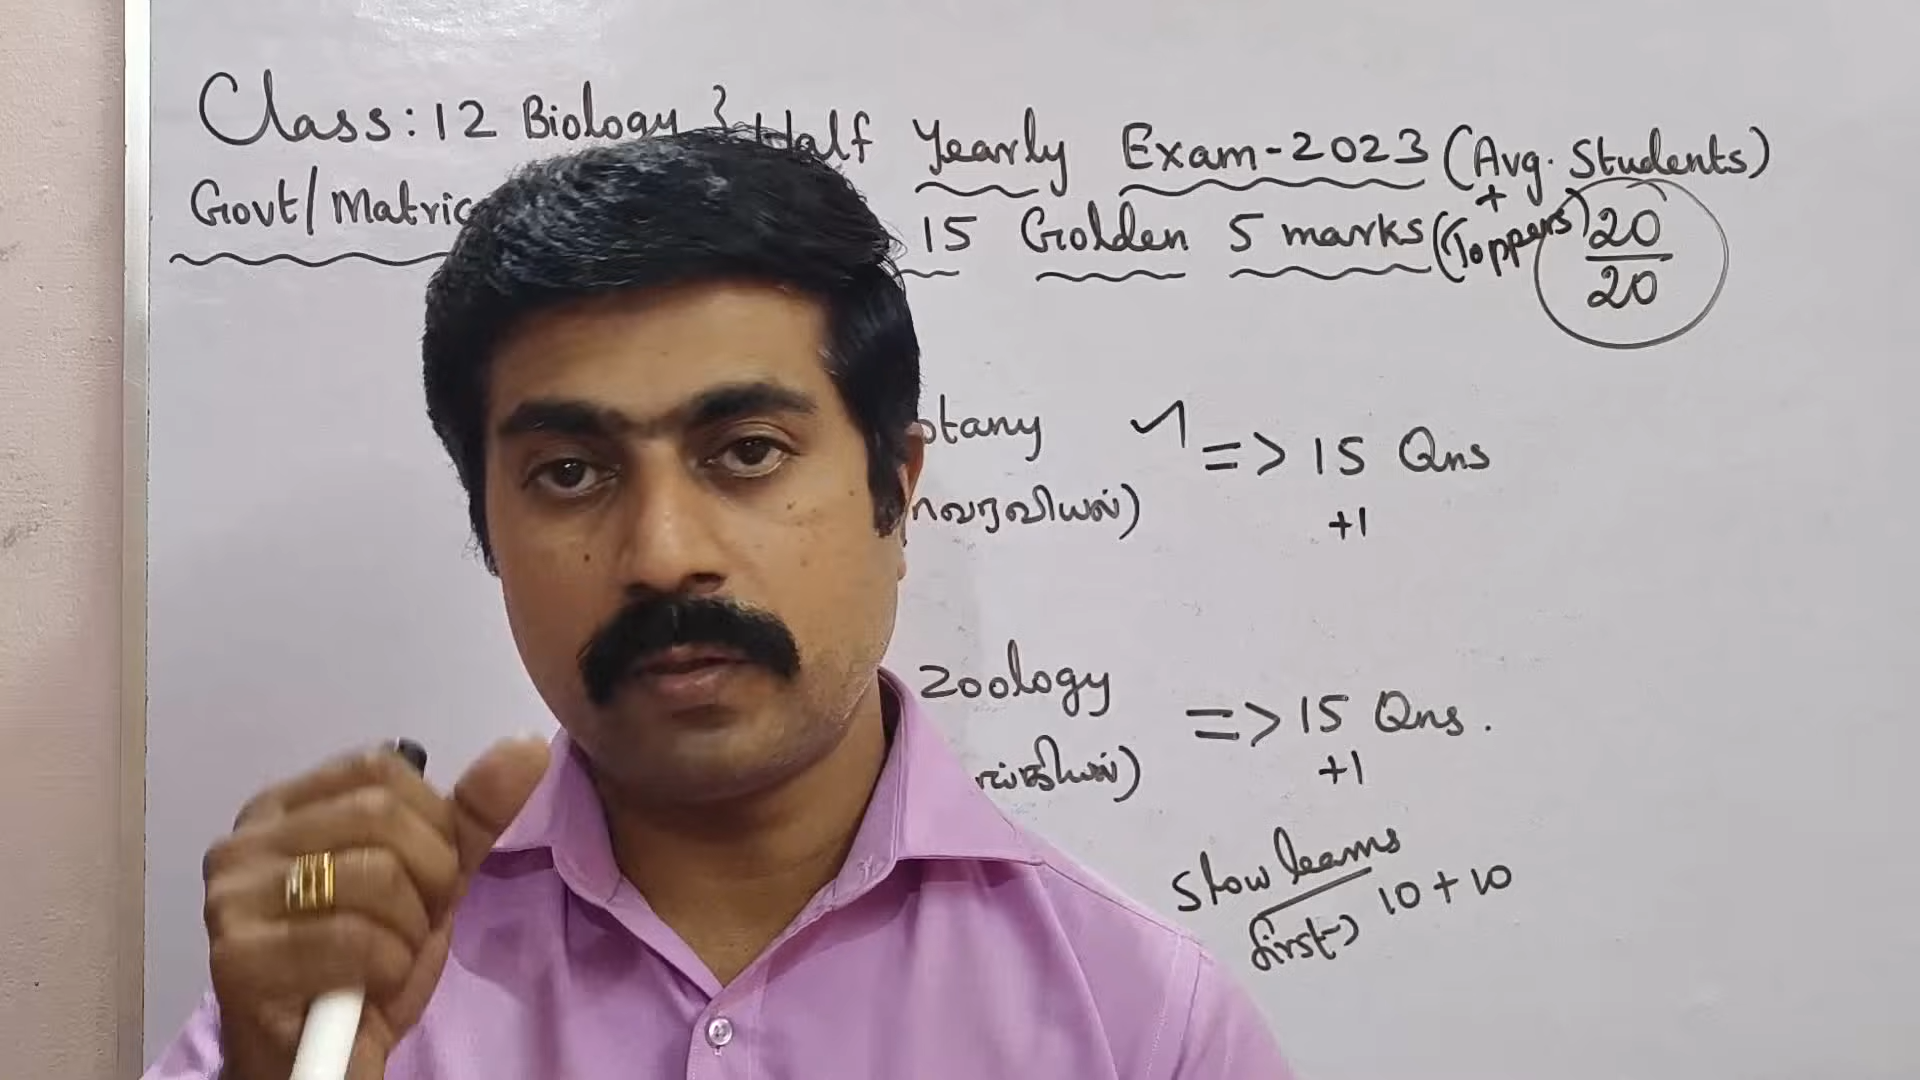 Class: 12 Biology } Half Yearly Exam-2023 (Avg. Students)
+
Govt/Matric 15 Golden 5 marks (Toppers) 20/20
otany => 15 Qns
+1
ாவரவியல்)
Zoology => 15 Qns.
+1
Slow learns
first) 10 + 10